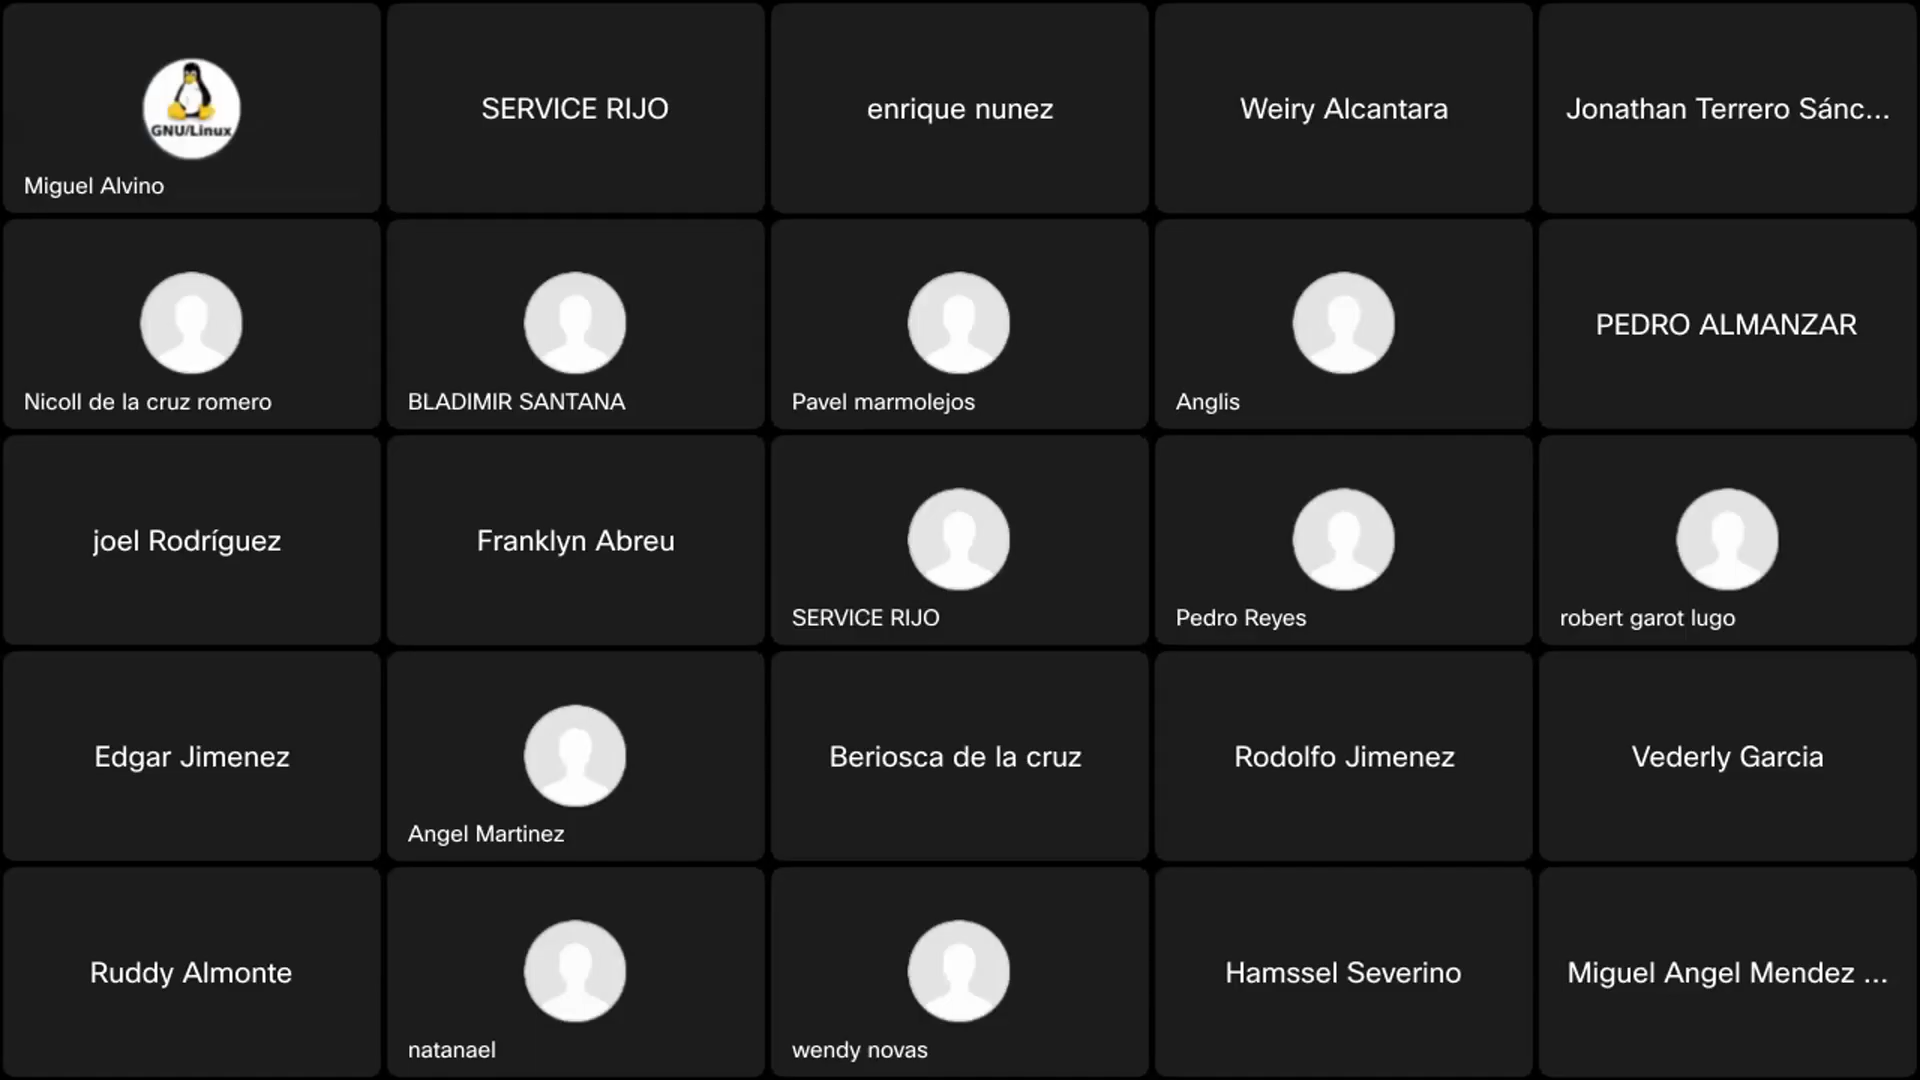 GNU/Linux
Miguel Alvino
SERVICE RIJO
enrique nunez
Weiry Alcantara
Jonathan Terrero Sánc...
Nicoll de la cruz romero
BLADIMIR SANTANA
Pavel marmolejos
Anglis
PEDRO ALMANZAR
joel Rodríguez
Franklyn Abreu
SERVICE RIJO
Pedro Reyes
robert garot lugo
Edgar Jimenez
Angel Martinez
Beriosca de la cruz
Rodolfo Jimenez
Vederly Garcia
Ruddy Almonte
natanael
wendy novas
Hamssel Severino
Miguel Angel Mendez ...